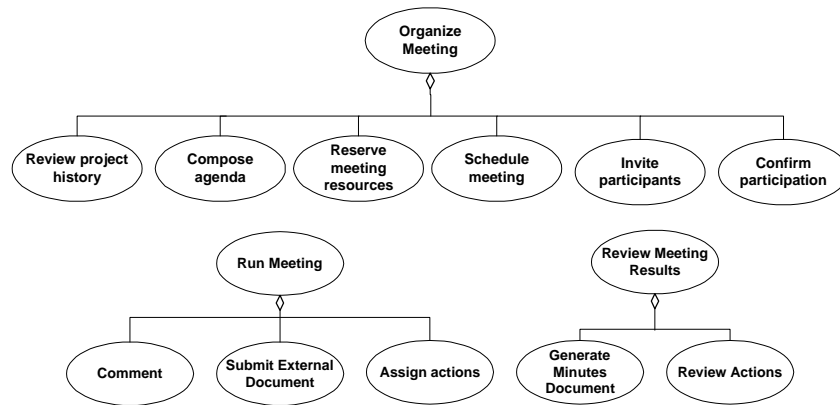 Organize
Meeting
Review project
history
Compose
agenda
Reserve
meeting
resources
Schedule
meeting
Invite
participants
Confirm
participation
Run Meeting
Review Meeting
Results
Comment
Submit External
Document
Assign actions
Generate
Minutes
Document
Review Actions